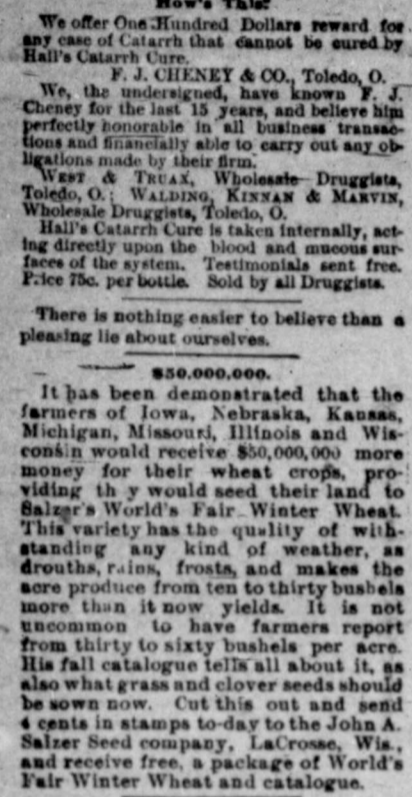 How's This?
We offer One Hundred Dollars reward for
any case of Catarrh that cannot be cured by
Hall's Catarrh Cure.
F. J. CHENEY & CO., Toledo, O.
We, the undersigned, have known F. J.
Cheney for the last 15 years, and believe him
perfectly honorable in all business transac-
tions and financially able to carry out any ob-
ligations made by their firm.
WEST & TRUAX, Wholesale Druggists,
Toledo, O.; WALDING, KINNAN & MARVIN,
Wholesale Druggists, Toledo, O.
Hall's Catarrh Cure is taken internally, act-
ing directly upon the blood and mucous sur-
faces of the system. Testimonials sent free.
Price 75c. per bottle. Sold by all Druggists.
There is nothing easier to believe than a
pleasing lie about ourselves.
$50,000,000.
It has been demonstrated that the
farmers of Iowa, Nebraska, Kansas,
Michigan, Missouri, Illinois and Wis-
consin would receive $50,000,000 more
money for their wheat crops, pro-
viding th y would seed their land to
Salzer's World's Fair Winter Wheat.
This variety has the quality of with-
standing any kind of weather, as
drouths, rains, frosts, and makes the
acre produce from ten to thirty bushels
more than it now yields. It is not
uncommon to have farmers report
from thirty to sixty bushels per acre.
His fall catalogue tells all about it, as
also what grass and clover seeds should
be sown now. Cut this out and send
4 cents in stamps to-day to the John A.
Salzer Seed company, LaCrosse, Wis.,
and receive free, a package of World's
Fair Winter Wheat and catalogue.